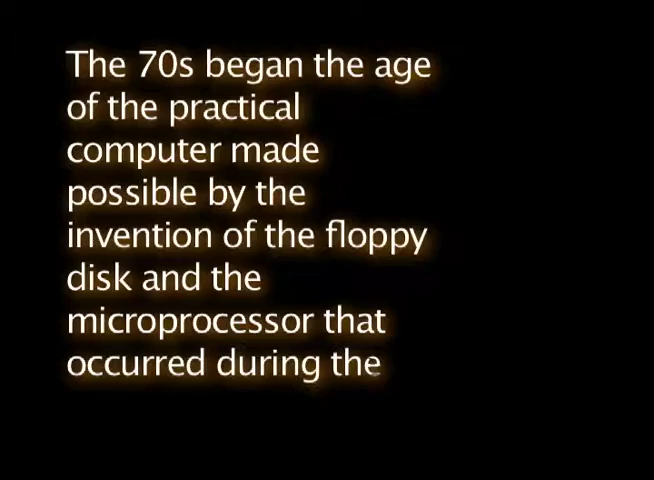 The 70s began the age
of the practical
computer made
possible by the
invention of the floppy
disk and the
microprocessor that
occurred during the